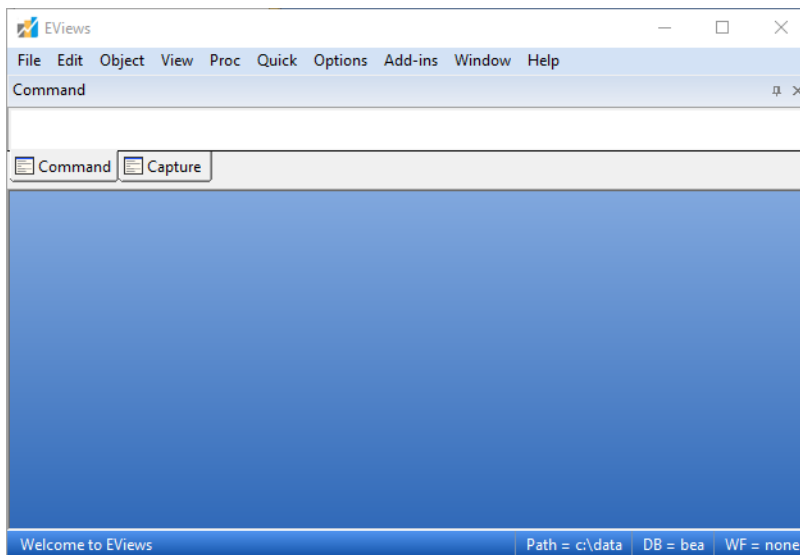 EViews
File Edit Object View Proc Quick Options Add-ins Window Help
Command
Command Capture
Welcome to EViews Path = c:\data DB = bea WF = none